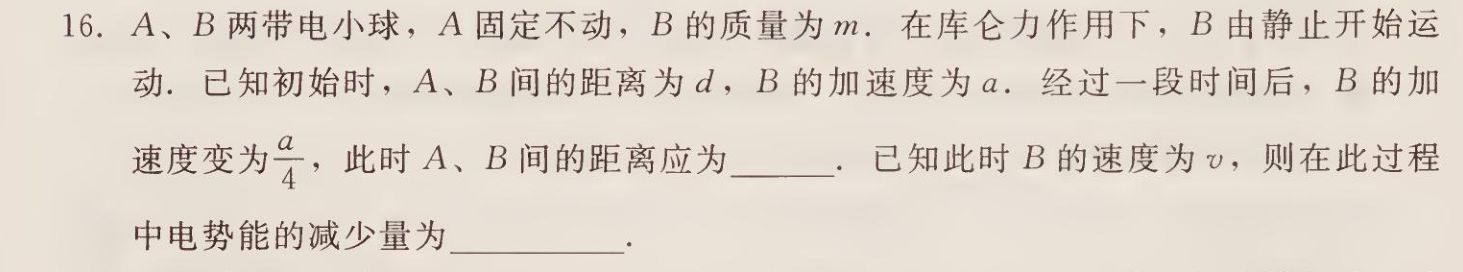 16. A、B 两带电小球，A 固定不动，B 的质量为 m．在库仑力作用下，B 由静止开始运
动．已知初始时，A、B 间的距离为 d，B 的加速度为 a．经过一段时间后，B 的加
速度变为 a/4，此时 A、B 间的距离应为______．已知此时 B 的速度为 v，则在此过程
中电势能的减少量为__________．